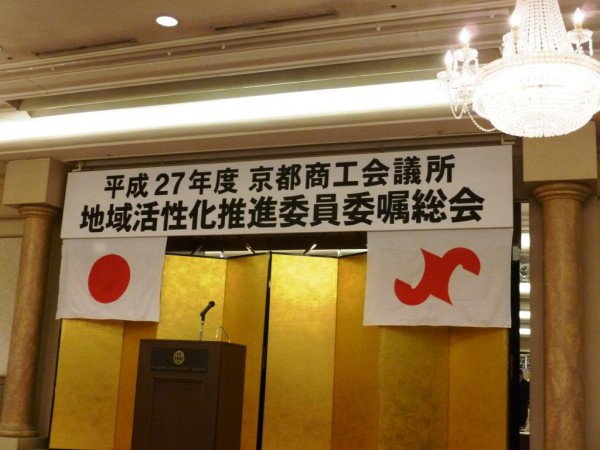 平成27年度 京都商工会議所
地域活性化推進委員委嘱総会